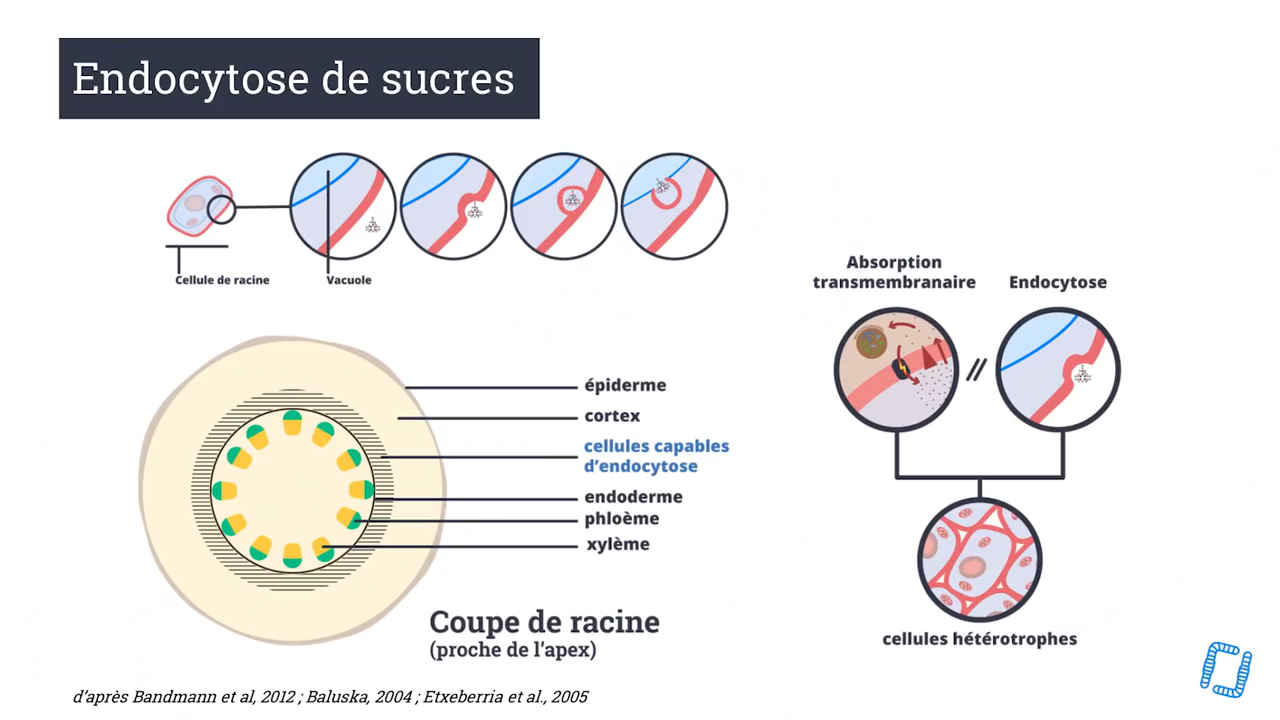 Endocytose de sucres
Cellule de racine
Vacuole
Absorption
transmembranaire
Endocytose
//
épiderme
cortex
cellules capables
d'endocytose
endoderme
phloème
xylème
Coupe de racine
(proche de l'apex)
cellules hétérotrophes
d'après Bandmann et al, 2012 ; Baluska, 2004 ; Etxeberria et al., 2005